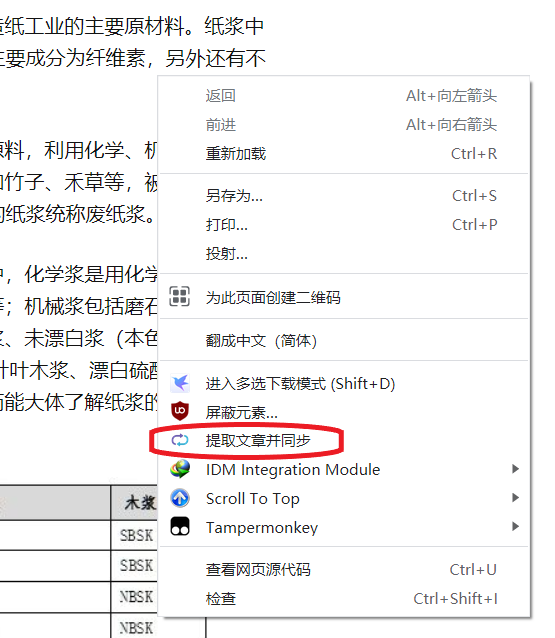 造纸工业的主要原材料。纸浆中
主要成分为纤维素，另外还有不
原料，利用化学、机
如竹子、禾草等，被
的纸浆统称废纸浆。
中，化学浆是用化学
等；机械浆包括磨石
浆、未漂白浆（本色
针叶木浆、漂白硫酸
而能大体了解纸浆的
木浆
SBSK
SBSK
NBSK
NBSK
返回 Alt+向左箭头
前进 Alt+向右箭头
重新加载 Ctrl+R
另存为... Ctrl+S
打印... Ctrl+P
投射...
为此页面创建二维码
翻成中文（简体）
进入多选下载模式 (Shift+D)
屏蔽元素...
提取文章并同步
IDM Integration Module
Scroll To Top
Tampermonkey
查看网页源代码 Ctrl+U
检查 Ctrl+Shift+I